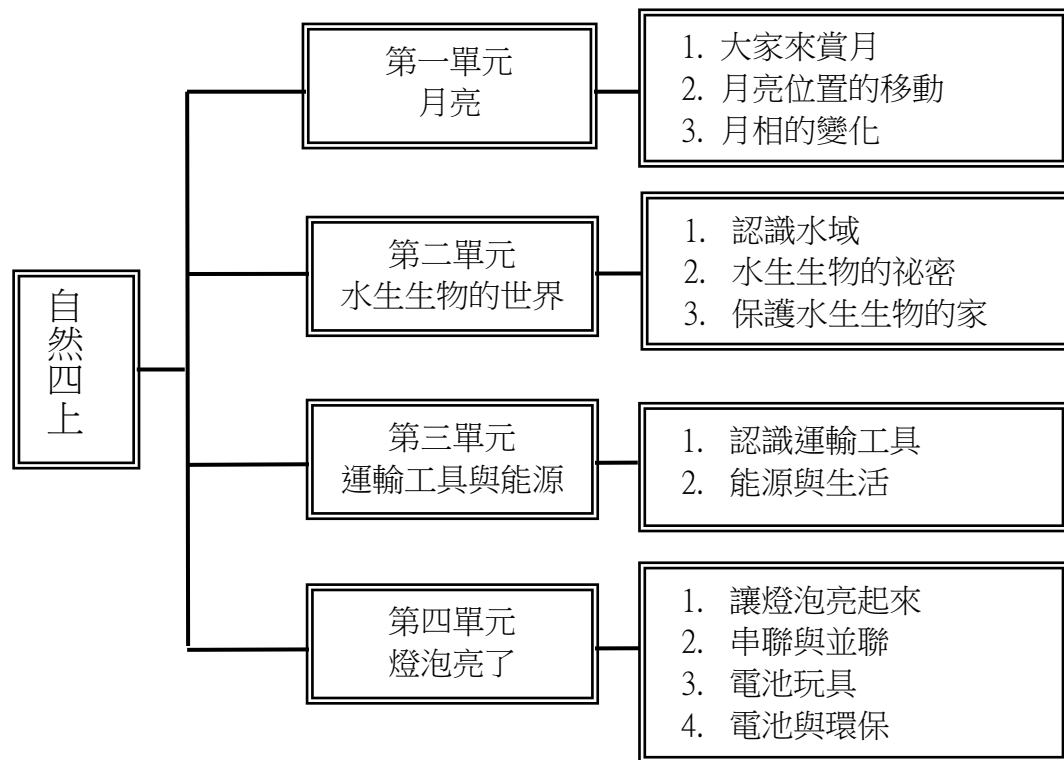 自然四上
第一單元
月亮
1. 大家來賞月
2. 月亮位置的移動
3. 月相的變化
第二單元
水生生物的世界
1. 認識水域
2. 水生生物的祕密
3. 保護水生生物的家
第三單元
運輸工具與能源
1. 認識運輸工具
2. 能源與生活
第四單元
燈泡亮了
1. 讓燈泡亮起來
2. 串聯與並聯
3. 電池玩具
4. 電池與環保